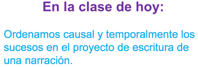 En la clase de hoy:
Ordenamos causal y temporalmente los
sucesos en el proyecto de escritura de
una narración.